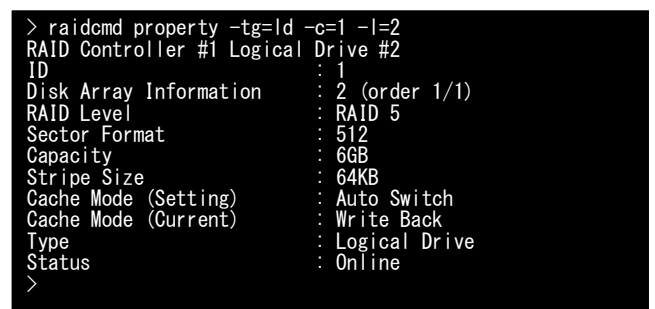 > raidcmd property -tg=ld -c=1 -l=2
RAID Controller #1 Logical Drive #2
ID : 1
Disk Array Information : 2 (order 1/1)
RAID Level : RAID 5
Sector Format : 512
Capacity : 6GB
Stripe Size : 64KB
Cache Mode (Setting) : Auto Switch
Cache Mode (Current) : Write Back
Type : Logical Drive
Status : Online
>